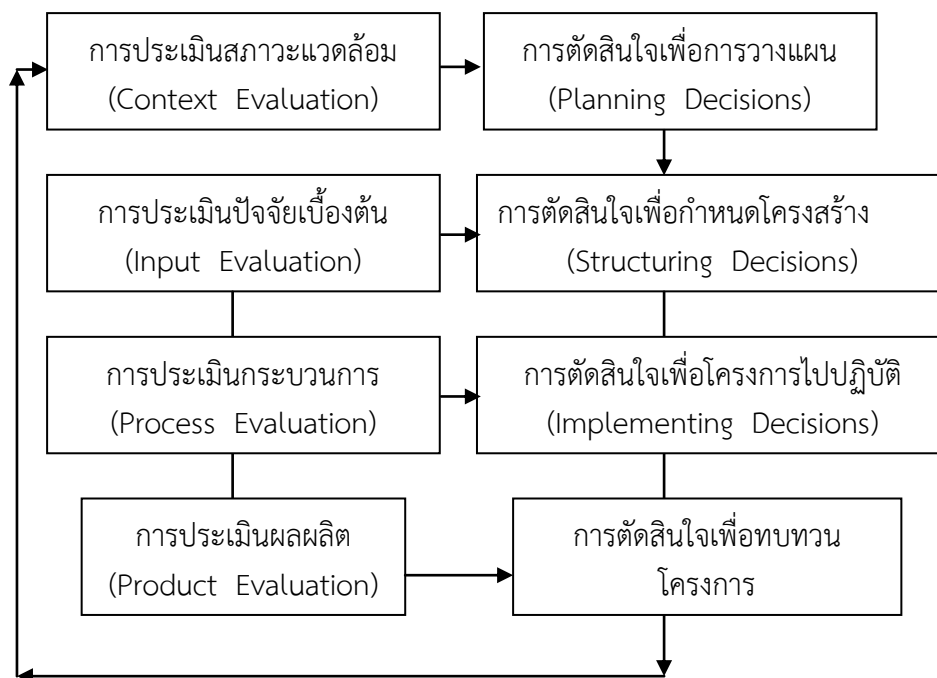 การประเมินสภาวะแวดล้อม
(Context Evaluation)
การตัดสินใจเพื่อการวางแผน
(Planning Decisions)
การประเมินปัจจัยเบื้องต้น
(Input Evaluation)
การตัดสินใจเพื่อกำหนดโครงสร้าง
(Structuring Decisions)
การประเมินกระบวนการ
(Process Evaluation)
การตัดสินใจเพื่อโครงการไปปฏิบัติ
(Implementing Decisions)
การประเมินผลผลิต
(Product Evaluation)
การตัดสินใจเพื่อทบทวน
โครงการ